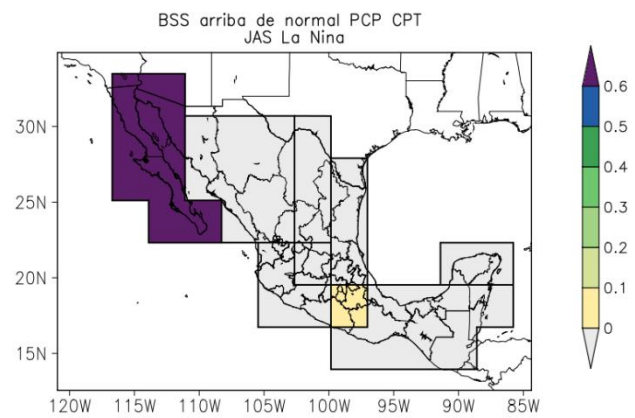 BSS arriba de normal PCP CPT
JAS La Nina
30N
25N
20N
15N
120W 115W 110W 105W 100W 95W 90W 85W
0.6
0.5
0.4
0.3
0.2
0.1
0